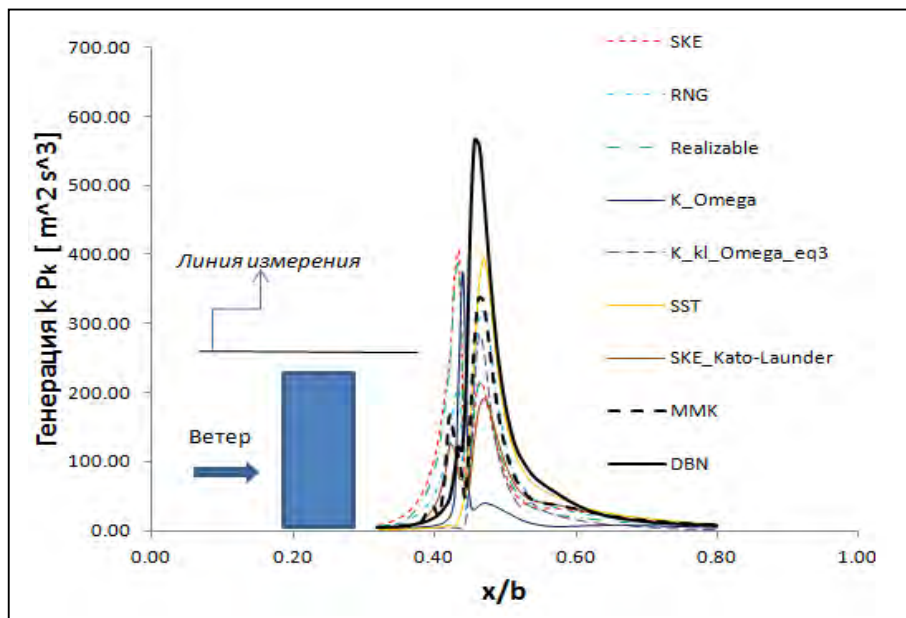 700.00
600.00
500.00
400.00
300.00
200.00
100.00
0.00
Генерация k Pk [ m^2 s^3]
Линия измерения
Ветер
SKE
RNG
Realizable
K_Omega
K_kl_Omega_eq3
SST
SKE_Kato-Launder
MMK
DBN
0.00 0.20 0.40 0.60 0.80 1.00
x/b